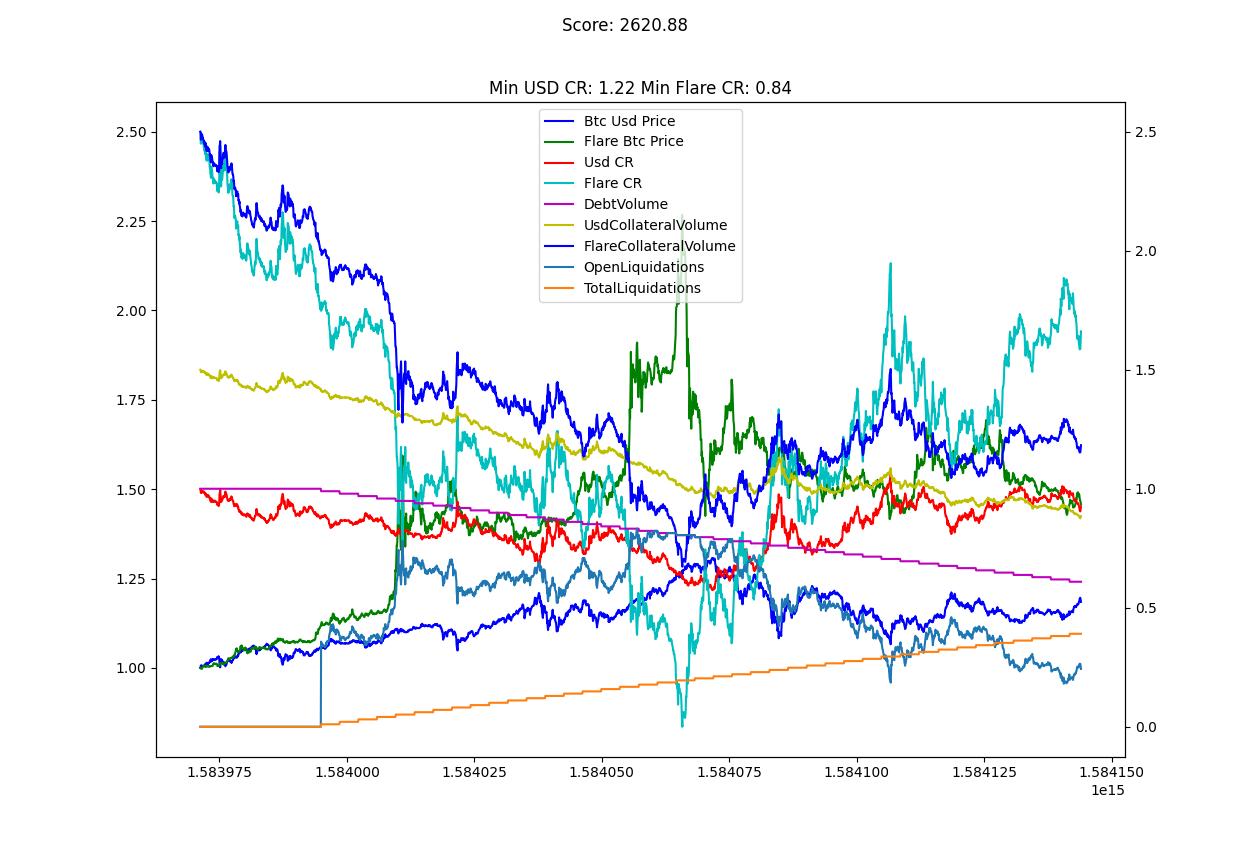 Score: 2620.88
Min USD CR: 1.22 Min Flare CR: 0.84
Btc Usd Price
Flare Btc Price
Usd CR
Flare CR
DebtVolume
UsdCollateralVolume
FlareCollateralVolume
OpenLiquidations
TotalLiquidations
2.50
2.25
2.00
1.75
1.50
1.25
1.00
2.5
2.0
1.5
1.0
0.5
0.0
1.583975 1.584000 1.584025 1.584050 1.584075 1.584100 1.584125 1.584150
1e15